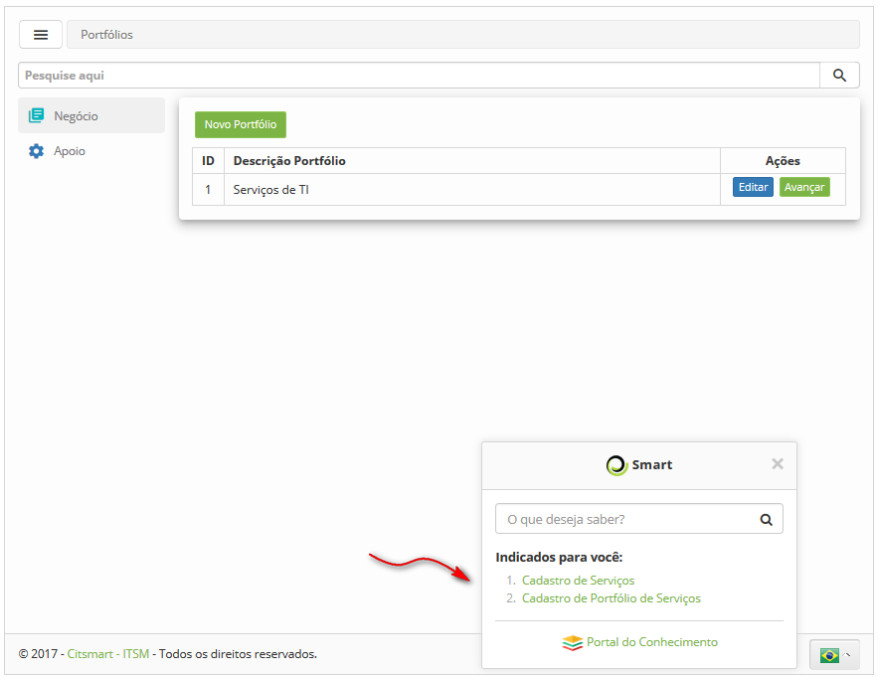 Portfólios
Pesquise aqui
Negócio
Apoio
Novo Portfólio
ID Descrição Portfólio Ações
1 Serviços de TI Editar Avançar
Smart ×
O que deseja saber?
Indicados para você:
1. Cadastro de Serviços
2. Cadastro de Portfólio de Serviços
Portal do Conhecimento
© 2017 - Citsmart - ITSM - Todos os direitos reservados.